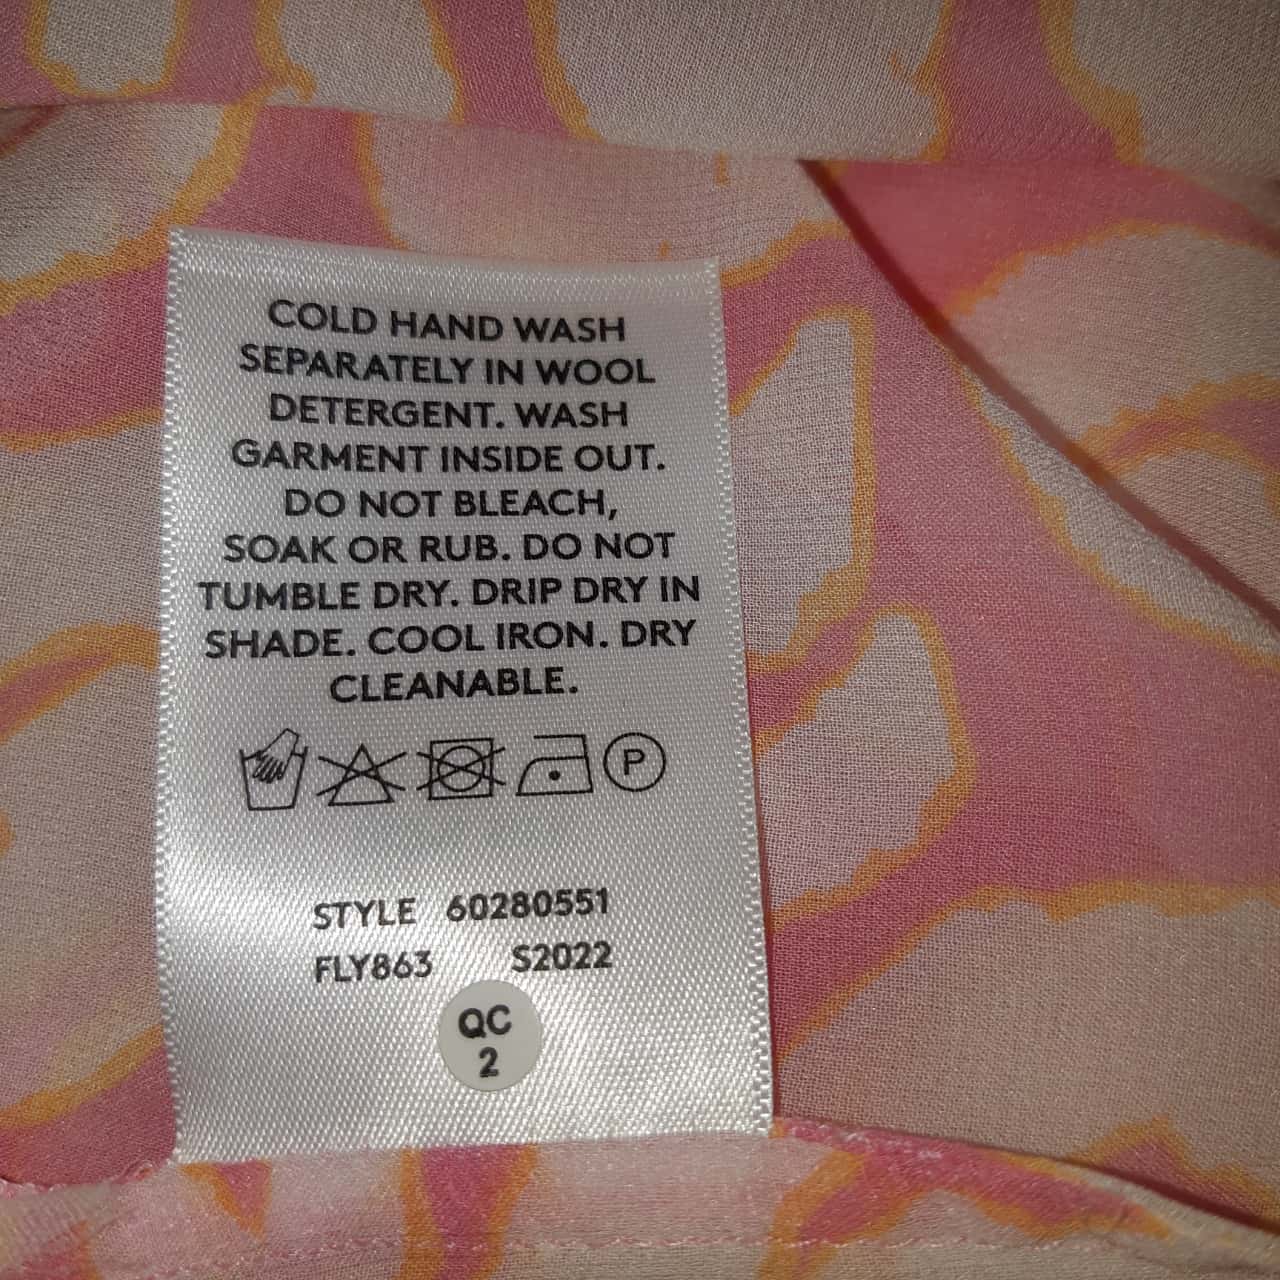 COLD HAND WASH
SEPARATELY IN WOOL
DETERGENT. WASH
GARMENT INSIDE OUT.
DO NOT BLEACH,
SOAK OR RUB. DO NOT
TUMBLE DRY. DRIP DRY IN
SHADE. COOL IRON. DRY
CLEANABLE.
P
STYLE 60280551
FLY863 S2022
QC
2